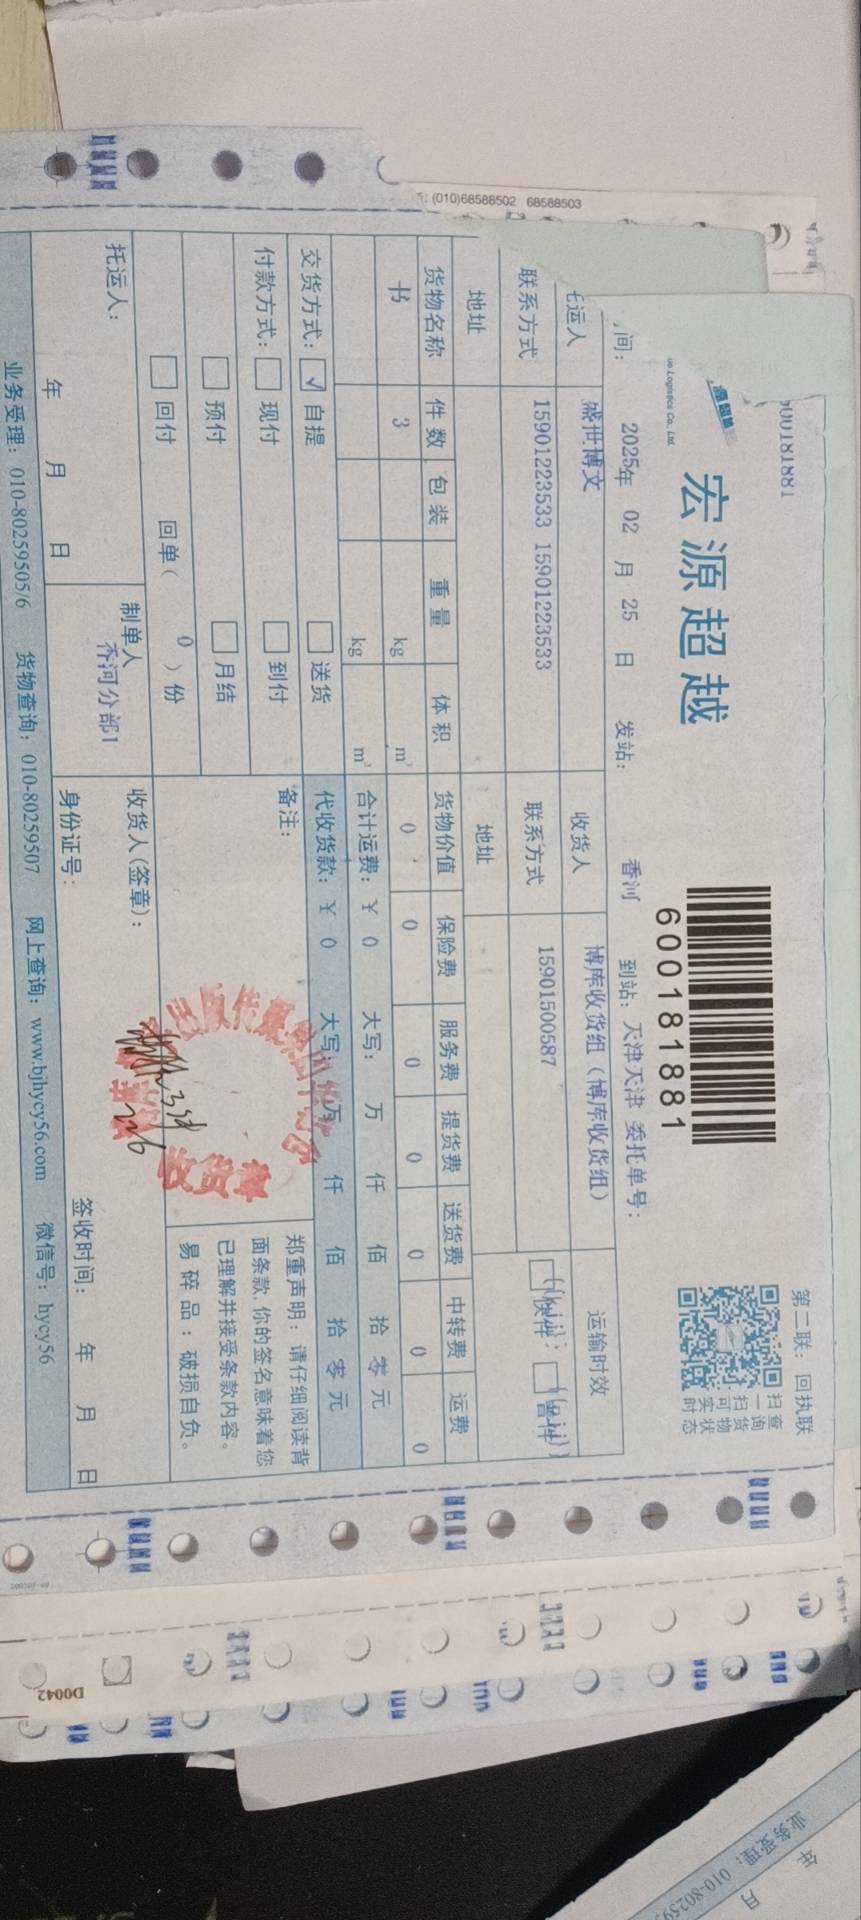 (010)68588502 68588503
600181881
宏源超越
600181881
第二联：回执联
扫一扫可实时
查询货物状态
2025年 02 月 25 日 发站： 香河 到站：天津天津 委托单号：
托运人 盛世博文 收货人 博库收货组（博库收货组） 运输时效
联系方式 15901223533 15901223533 联系方式 15901500587
地址 地址
货物名称 件数 包装 重量 体积 货物价值 保险费 服务费 提货费 送货费 中转费 运费
书 3 kg m³ 0 0 0 0 0 0 0
kg m³ 合计运费：￥ 0 大写： 万 仟 佰 拾 零 元
交货方式：☑自提 □送货 代收货款：￥ 0 大写： 万 仟 佰 拾 零 元
付款方式：□现付 □到付 备注：
□预付 □月结
□回付 回单（ 0 ）份
郑重声明：请仔细阅读背
面条款,你的签名意味着您
已理解并接受条款内容。
易碎品：破损自负。
收货章
托运人： 制单人 收货人(签章)：
香河分部1
年 月 日 身份证号： 签收时间： 年 月 日
业务受理：010-80259505/6 货物查询：010-80259507 网上查询：www.bjhycy56.com 微信号：hycy56
D0042
业务受理：010-80259
年 月